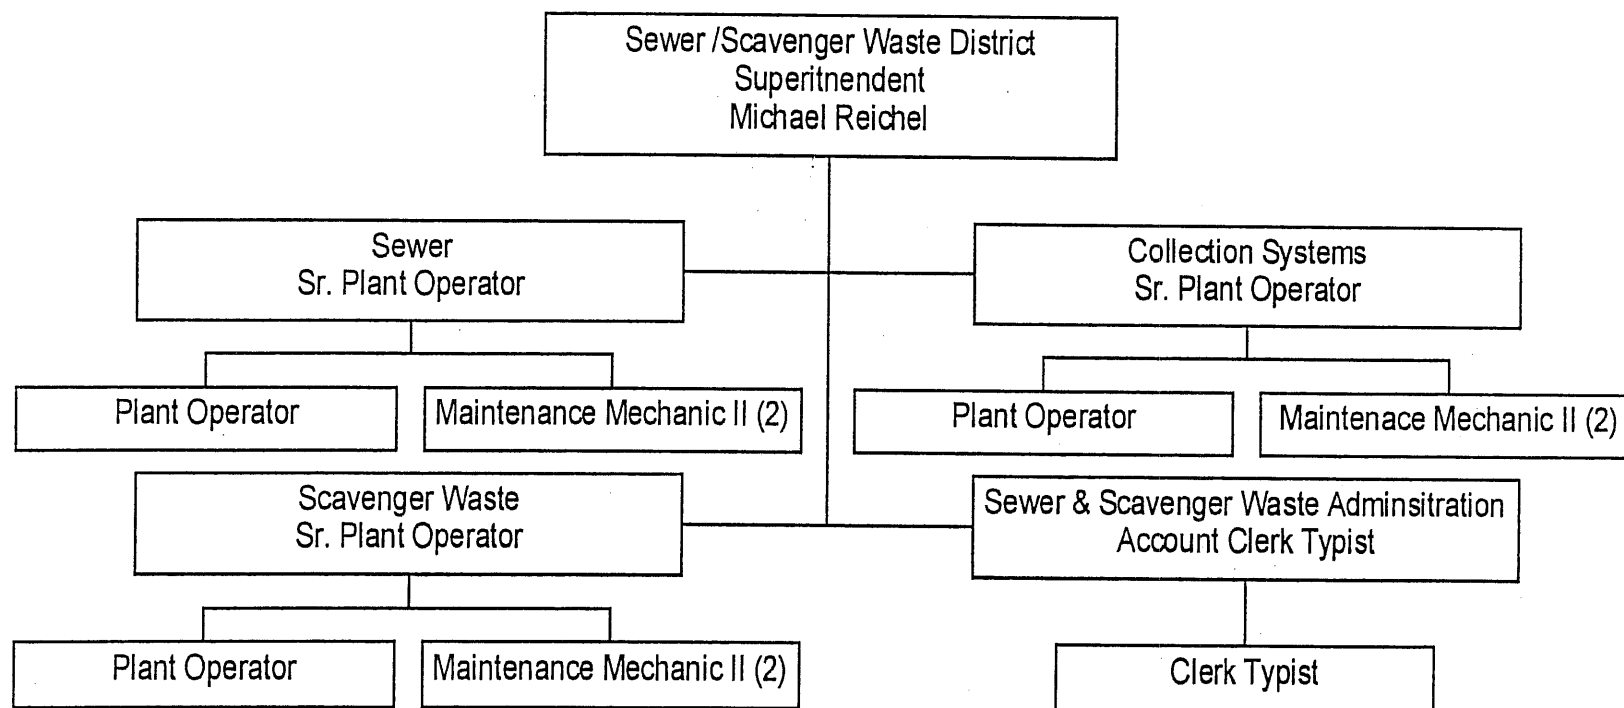 Sewer /Scavenger Waste District
Superitnendent
Michael Reichel
Sewer
Sr. Plant Operator
Collection Systems
Sr. Plant Operator
Plant Operator
Maintenance Mechanic II (2)
Plant Operator
Maintenace Mechanic II (2)
Scavenger Waste
Sr. Plant Operator
Sewer & Scavenger Waste Adminsitration
Account Clerk Typist
Plant Operator
Maintenance Mechanic II (2)
Clerk Typist